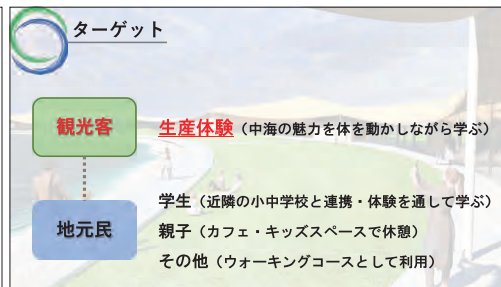 ターゲット
観光客
生産体験（中海の魅力を体を動かしながら学ぶ）
地元民
学生（近隣の小中学校と連携・体験を通して学ぶ）
親子（カフェ・キッズスペースで休憩）
その他（ウォーキングコースとして利用）